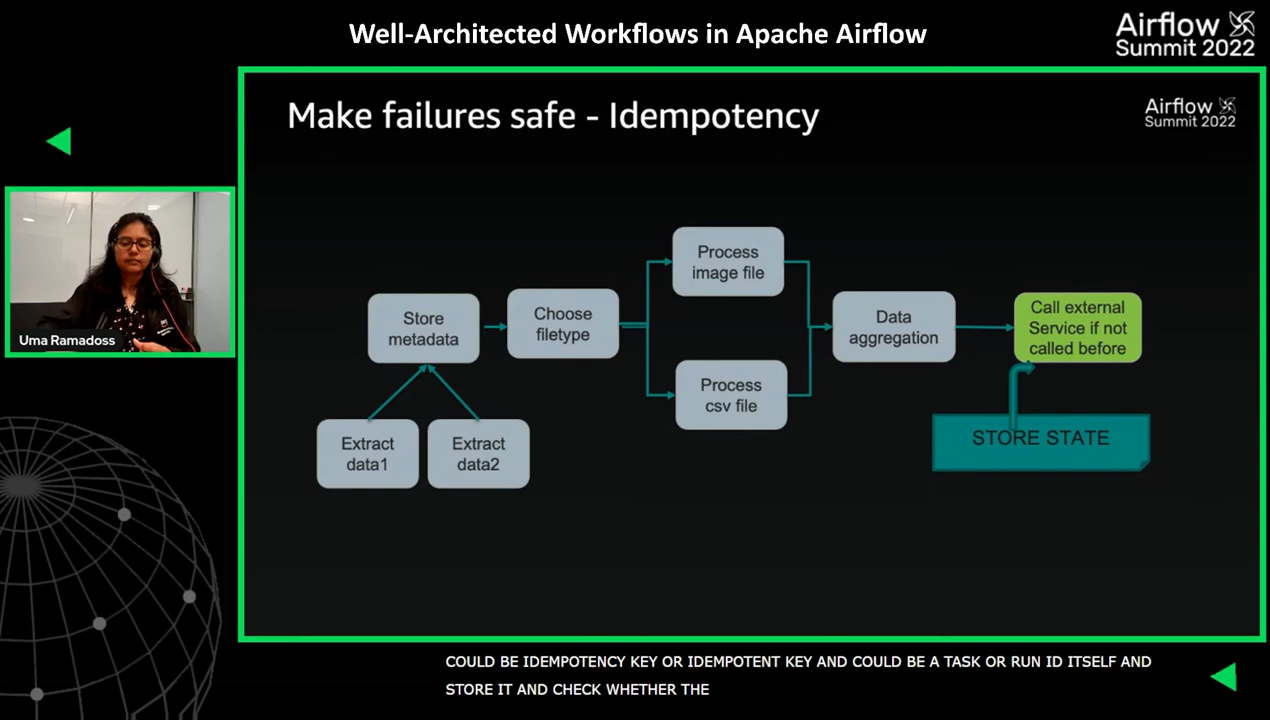 Well-Architected Workflows in Apache Airflow
Airflow
Summit 2022
Make failures safe - Idempotency
Airflow
Summit 2022
Uma Ramadoss
Process
image file
Store
metadata
Choose
filetype
Data
aggregation
Call external
Service if not
called before
Process
csv file
Extract
data1
Extract
data2
STORE STATE
COULD BE IDEMPOTENCY KEY OR IDEMPOTENT KEY AND COULD BE A TASK OR RUN ID ITSELF AND
STORE IT AND CHECK WHETHER THE